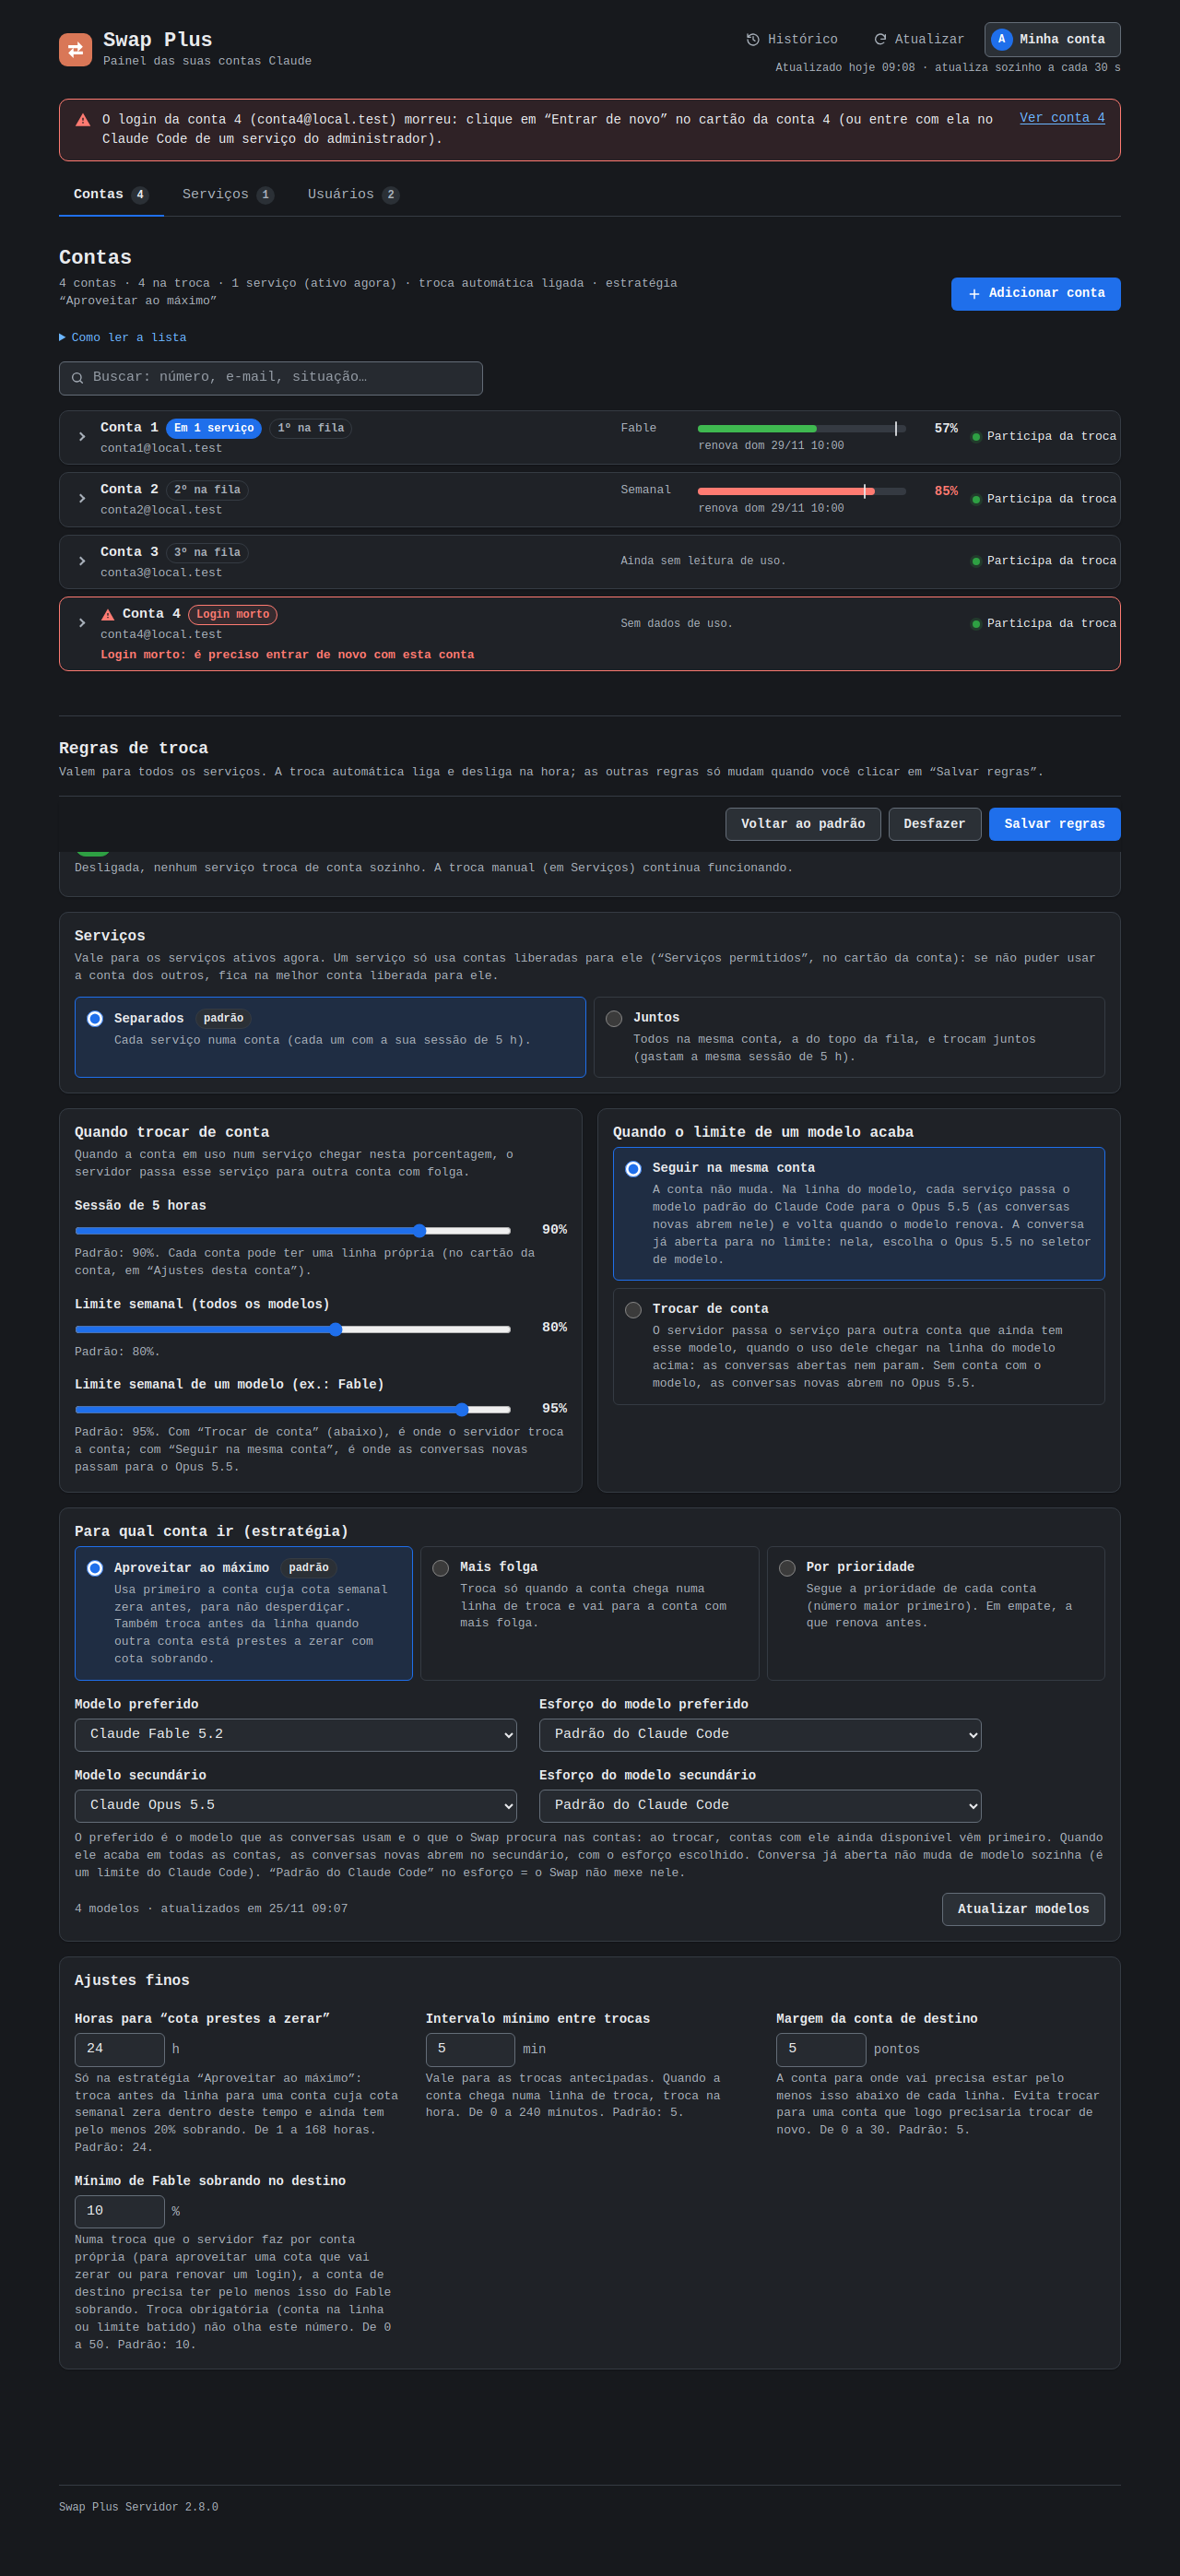 Swap Plus
Painel das suas contas Claude
Histórico
Atualizar
A Minha conta
Atualizado hoje 09:08 · atualiza sozinho a cada 30 s
O login da conta 4 (conta4@local.test) morreu: clique em “Entrar de novo” no cartão da conta 4 (ou entre com ela no
Claude Code de um serviço do administrador).
Ver conta 4
Contas 4
Serviços 1
Usuários 2
Contas
4 contas · 4 na troca · 1 serviço (ativo agora) · troca automática ligada · estratégia
“Aproveitar ao máximo”
Adicionar conta
Como ler a lista
Buscar: número, e-mail, situação…
Conta 1 Em 1 serviço 1º na fila
conta1@local.test
Fable 57%
renova dom 29/11 10:00
Participa da troca
Conta 2 2º na fila
conta2@local.test
Semanal 85%
renova dom 29/11 10:00
Participa da troca
Conta 3 3º na fila
conta3@local.test
Ainda sem leitura de uso.
Participa da troca
Conta 4 Login morto
conta4@local.test
Login morto: é preciso entrar de novo com esta conta
Sem dados de uso.
Participa da troca
Regras de troca
Valem para todos os serviços. A troca automática liga e desliga na hora; as outras regras só mudam quando você clicar em “Salvar regras”.
Voltar ao padrão
Desfazer
Salvar regras
Desligada, nenhum serviço troca de conta sozinho. A troca manual (em Serviços) continua funcionando.
Serviços
Vale para os serviços ativos agora. Um serviço só usa contas liberadas para ele (“Serviços permitidos”, no cartão da conta): se não puder usar
a conta dos outros, fica na melhor conta liberada para ele.
Separados padrão
Cada serviço numa conta (cada um com a sua sessão de 5 h).
Juntos
Todos na mesma conta, a do topo da fila, e trocam juntos
(gastam a mesma sessão de 5 h).
Quando trocar de conta
Quando a conta em uso num serviço chegar nesta porcentagem, o
servidor passa esse serviço para outra conta com folga.
Sessão de 5 horas
90%
Padrão: 90%. Cada conta pode ter uma linha própria (no cartão da
conta, em “Ajustes desta conta”).
Limite semanal (todos os modelos)
80%
Padrão: 80%.
Limite semanal de um modelo (ex.: Fable)
95%
Padrão: 95%. Com “Trocar de conta” (abaixo), é onde o servidor troca
a conta; com “Seguir na mesma conta”, é onde as conversas novas
passam para o Opus 5.5.
Quando o limite de um modelo acaba
Seguir na mesma conta
A conta não muda. Na linha do modelo, cada serviço passa o
modelo padrão do Claude Code para o Opus 5.5 (as conversas
novas abrem nele) e volta quando o modelo renova. A conversa
já aberta para no limite: nela, escolha o Opus 5.5 no seletor
de modelo.
Trocar de conta
O servidor passa o serviço para outra conta que ainda tem
esse modelo, quando o uso dele chegar na linha do modelo
acima: as conversas abertas nem param. Sem conta com o
modelo, as conversas novas abrem no Opus 5.5.
Para qual conta ir (estratégia)
Aproveitar ao máximo padrão
Usa primeiro a conta cuja cota semanal
zera antes, para não desperdiçar.
Também troca antes da linha quando
outra conta está prestes a zerar com
cota sobrando.
Mais folga
Troca só quando a conta chega numa
linha de troca e vai para a conta com
mais folga.
Por prioridade
Segue a prioridade de cada conta
(número maior primeiro). Em empate, a
que renova antes.
Modelo preferido
Claude Fable 5.2
Esforço do modelo preferido
Padrão do Claude Code
Modelo secundário
Claude Opus 5.5
Esforço do modelo secundário
Padrão do Claude Code
O preferido é o modelo que as conversas usam e o que o Swap procura nas contas: ao trocar, contas com ele ainda disponível vêm primeiro. Quando
ele acaba em todas as contas, as conversas novas abrem no secundário, com o esforço escolhido. Conversa já aberta não muda de modelo sozinha (é
um limite do Claude Code). “Padrão do Claude Code” no esforço = o Swap não mexe nele.
4 modelos · atualizados em 25/11 09:07
Atualizar modelos
Ajustes finos
Horas para “cota prestes a zerar”
24 h
Só na estratégia “Aproveitar ao máximo”:
troca antes da linha para uma conta cuja cota
semanal zera dentro deste tempo e ainda tem
pelo menos 20% sobrando. De 1 a 168 horas.
Padrão: 24.
Intervalo mínimo entre trocas
5 min
Vale para as trocas antecipadas. Quando a
conta chega numa linha de troca, troca na
hora. De 0 a 240 minutos. Padrão: 5.
Margem da conta de destino
5 pontos
A conta para onde vai precisa estar pelo
menos isso abaixo de cada linha. Evita trocar
para uma conta que logo precisaria trocar de
novo. De 0 a 30. Padrão: 5.
Mínimo de Fable sobrando no destino
10 %
Numa troca que o servidor faz por conta
própria (para aproveitar uma cota que vai
zerar ou para renovar um login), a conta de
destino precisa ter pelo menos isso do Fable
sobrando. Troca obrigatória (conta na linha
ou limite batido) não olha este número. De 0
a 50. Padrão: 10.
Swap Plus Servidor 2.8.0